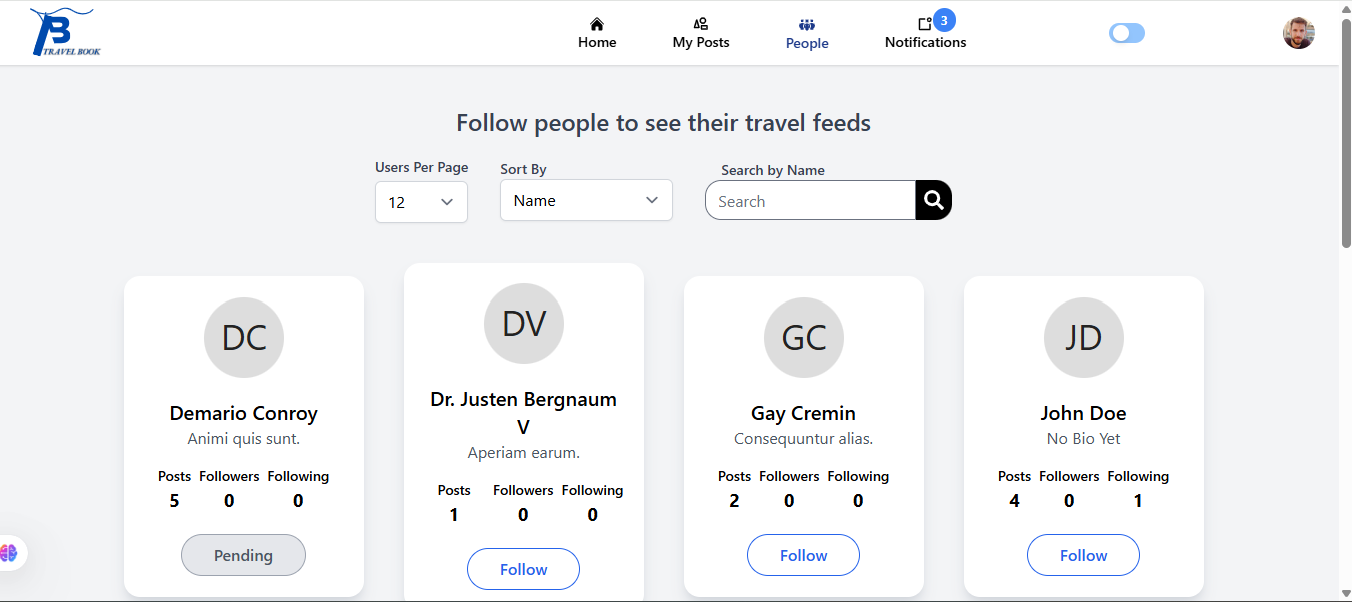 B
TRAVEL BOOK
Home
My Posts
People
3
Notifications
Follow people to see their travel feeds
Users Per Page
12
Sort By
Name
Search by Name
Search
DC
Demario Conroy
Animi quis sunt.
Posts Followers Following
5 0 0
Pending
DV
Dr. Justen Bergnaum
V
Aperiam earum.
Posts Followers Following
1 0 0
Follow
GC
Gay Cremin
Consequuntur alias.
Posts Followers Following
2 0 0
Follow
JD
John Doe
No Bio Yet
Posts Followers Following
4 0 1
Follow